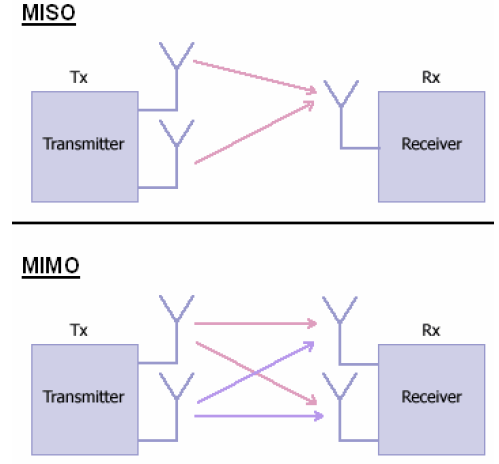 MISO
Tx
Rx
Transmitter
Receiver
MIMO
Tx
Rx
Transmitter
Receiver